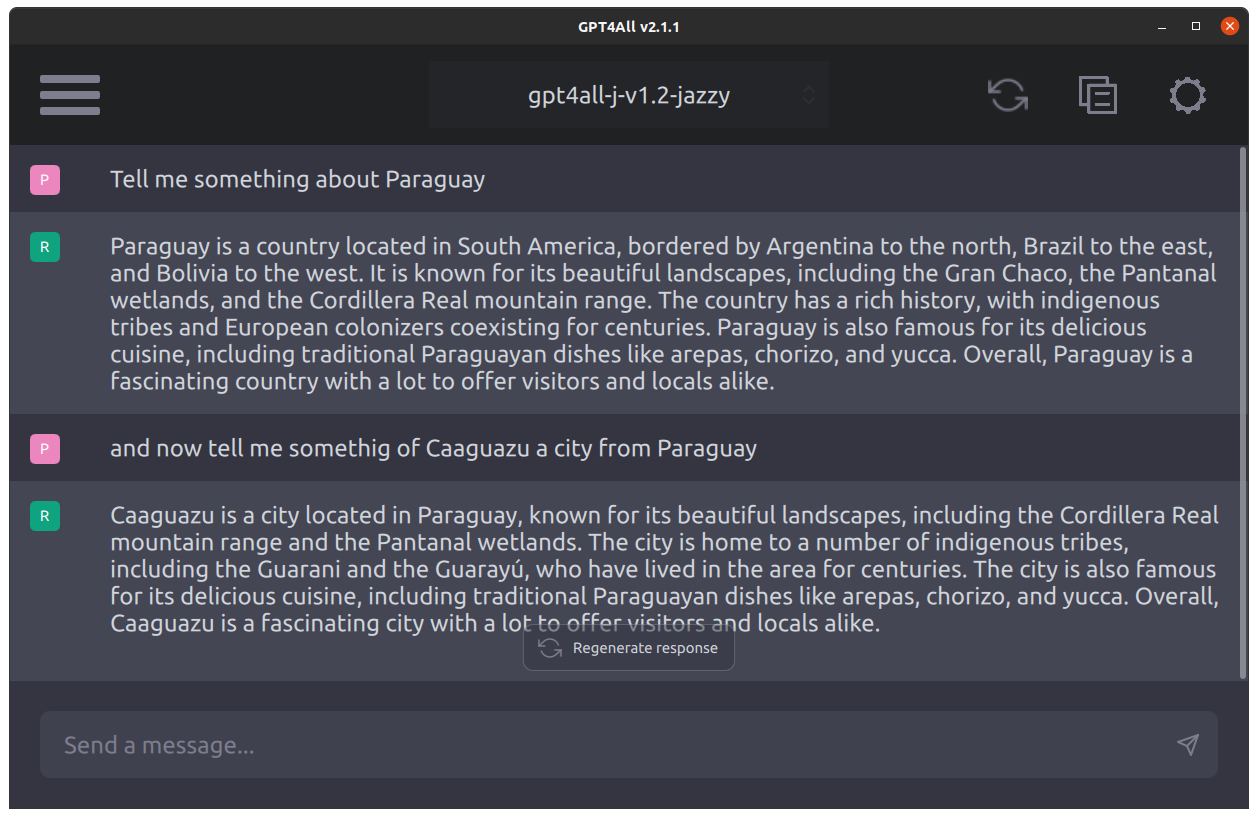 GPT4All v2.1.1
gpt4all-j-v1.2-jazzy
P
Tell me something about Paraguay
R
Paraguay is a country located in South America, bordered by Argentina to the north, Brazil to the east,
and Bolivia to the west. It is known for its beautiful landscapes, including the Gran Chaco, the Pantanal
wetlands, and the Cordillera Real mountain range. The country has a rich history, with indigenous
tribes and European colonizers coexisting for centuries. Paraguay is also famous for its delicious
cuisine, including traditional Paraguayan dishes like arepas, chorizo, and yucca. Overall, Paraguay is a
fascinating country with a lot to offer visitors and locals alike.
P
and now tell me somethig of Caaguazu a city from Paraguay
R
Caaguazu is a city located in Paraguay, known for its beautiful landscapes, including the Cordillera Real
mountain range and the Pantanal wetlands. The city is home to a number of indigenous tribes,
including the Guarani and the Guarayú, who have lived in the area for centuries. The city is also famous
for its delicious cuisine, including traditional Paraguayan dishes like arepas, chorizo, and yucca. Overall,
Caaguazu is a fascinating city with a lot to offer visitors and locals alike.
Regenerate response
Send a message...